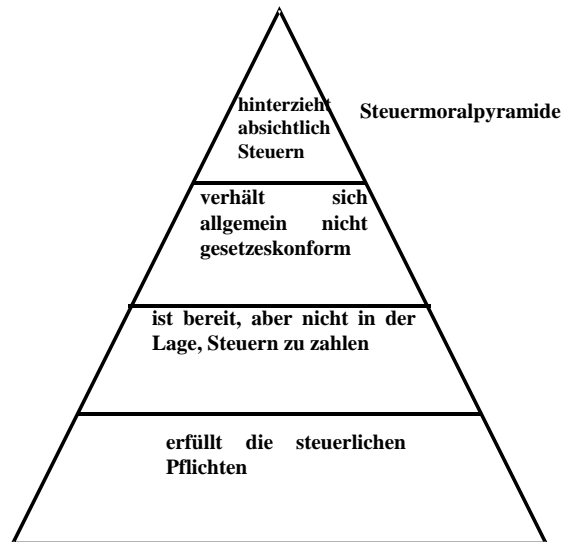 hinterzieht
absichtlich
Steuern
Steuermoralpyramide
verhält sich
allgemein nicht
gesetzeskonform
ist bereit, aber nicht in der
Lage, Steuern zu zahlen
erfüllt die steuerlichen
Pflichten